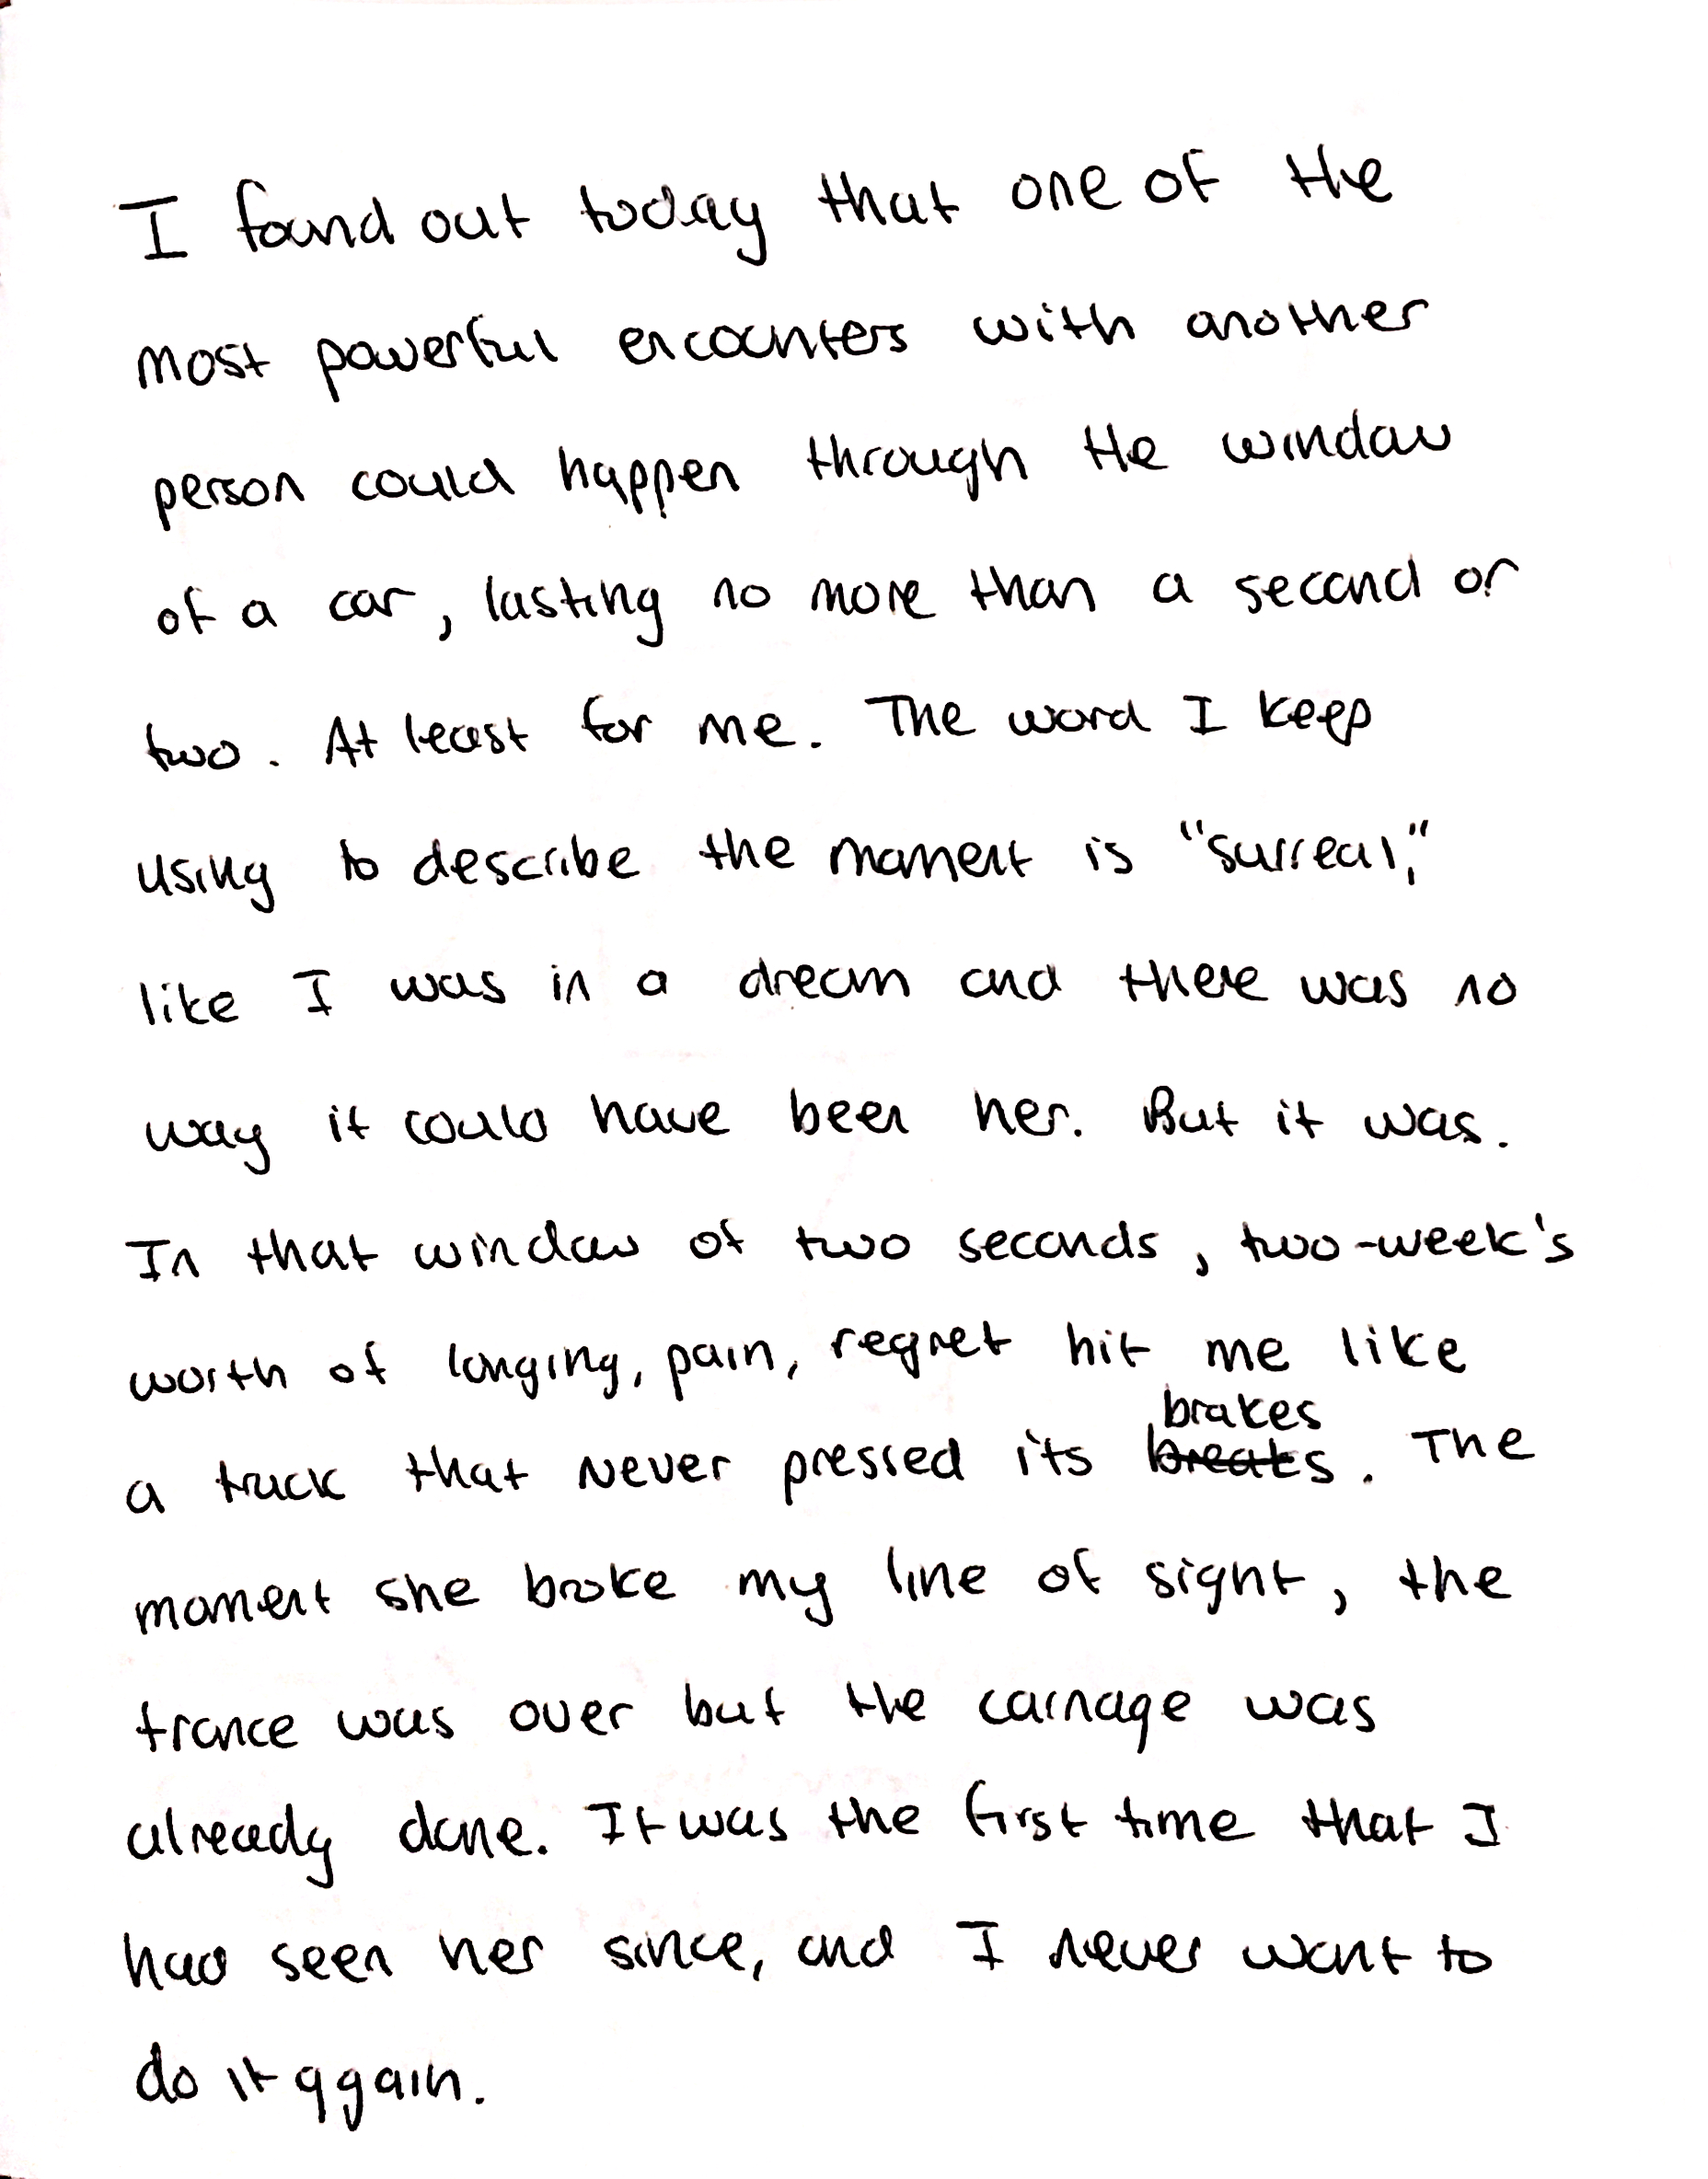 I found out today that one of the
most powerful encounters with another
person could happen through the window
of a car, lasting no more than a second or
two. At least for me. The word I keep
using to describe the moment is "surreal,"
like I was in a dream and there was no
way it could have been her. But it was.
In that window of two seconds, two-week's
worth of longing, pain, regret hit me like
brakes
a truck that never pressed its breaks. The
moment she broke my line of sight, the
trance was over but the carnage was
already done. It was the first time that I
had seen her since, and I never want to
do it again.